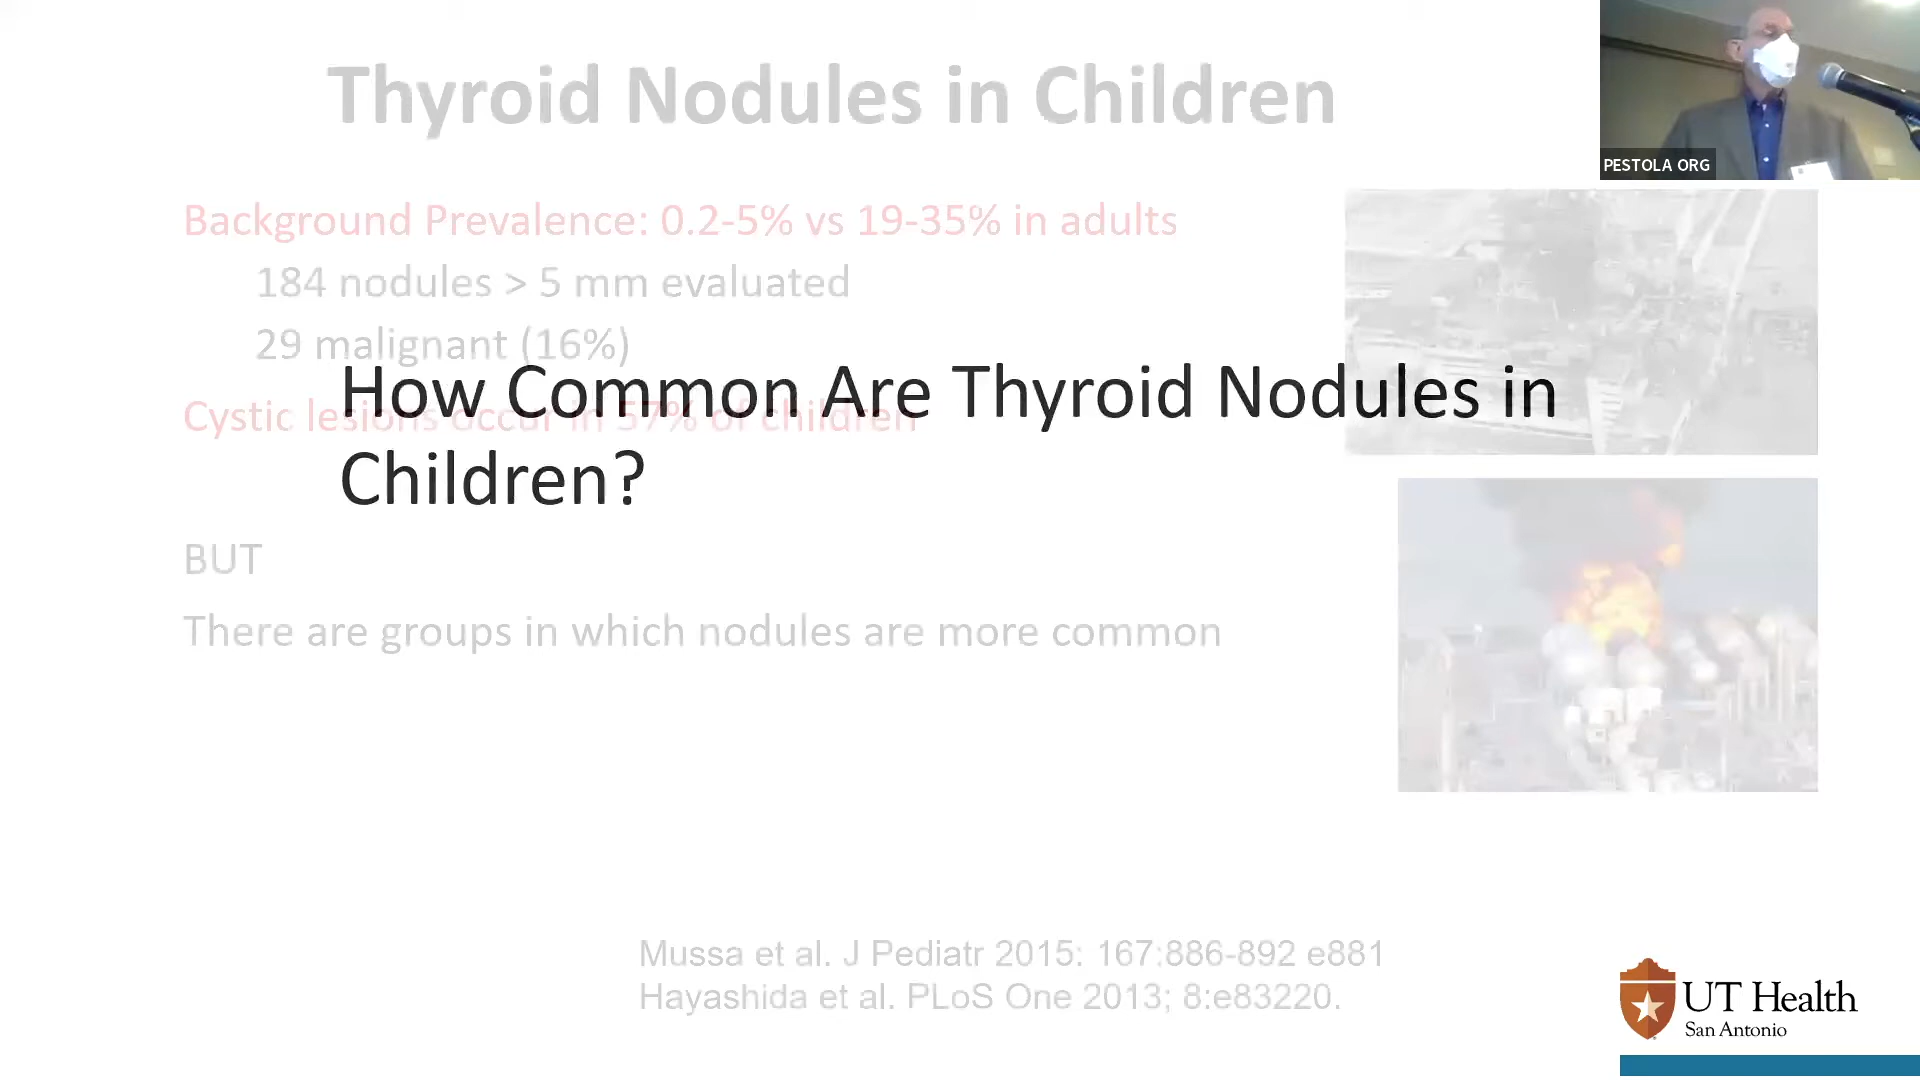 Thyroid Nodules in Children
PESTOLA ORG
Background Prevalence: 0.2-5% vs 19-35% in adults
184 nodules > 5 mm evaluated
29 malignant (16%)
How Common Are Thyroid Nodules in
Children?
Cystic lesions occur in 57% of children
BUT
There are groups in which nodules are more common
Mussa et al. J Pediatr 2015: 167:886-892 e881
Hayashida et al. PLoS One 2013; 8:e83220.
UT Health
San Antonio